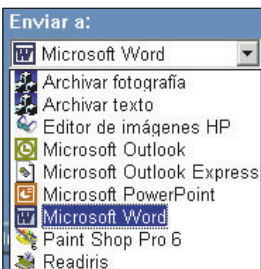 Enviar a:
Microsoft Word
Archivar fotografía
Archivar texto
Editor de imágenes HP
Microsoft Outlook
Microsoft Outlook Express
Microsoft PowerPoint
Microsoft Word
Paint Shop Pro 6
Readiris